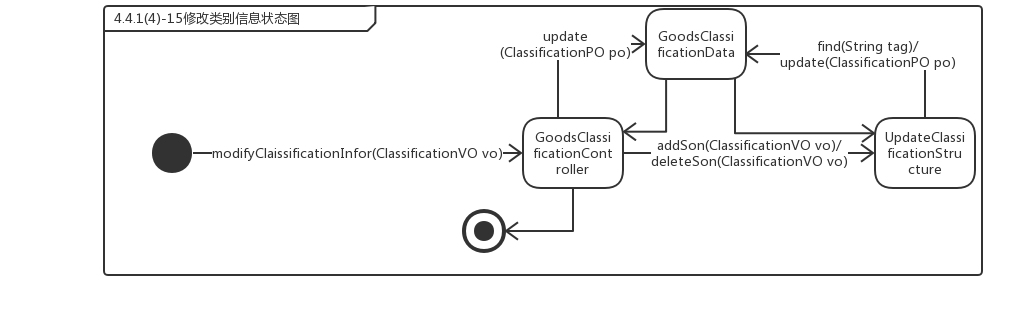 4.4.1(4)-15修改类别信息状态图
update
(ClassificationPO po)
GoodsClassi
ficationData
find(String tag)/
update(ClassificationPO po)
modifyClaissificationInfor(ClassificationVO vo)
GoodsClassi
ficationCont
roller
addSon(ClassificationVO vo)/
deleteSon(ClassificationVO vo)
UpdateClassi
ficationStru
cture